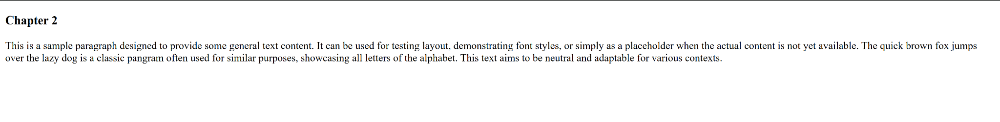 Chapter 2
This is a sample paragraph designed to provide some general text content. It can be used for testing layout, demonstrating font styles, or simply as a placeholder when the actual content is not yet available. The quick brown fox jumps
over the lazy dog is a classic pangram often used for similar purposes, showcasing all letters of the alphabet. This text aims to be neutral and adaptable for various contexts.